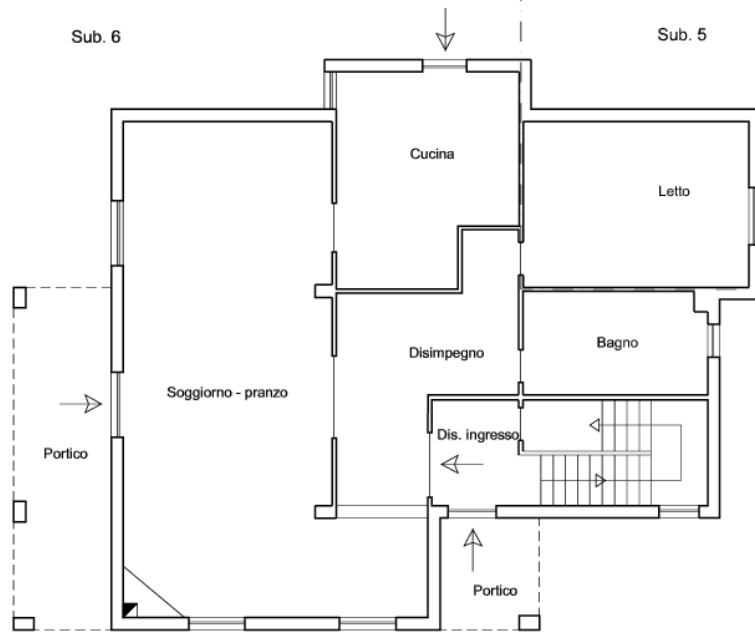 Sub. 6
Sub. 5
Cucina
Letto
Bagno
Disimpegno
Soggiorno - pranzo
Dis. ingresso
Portico
Portico